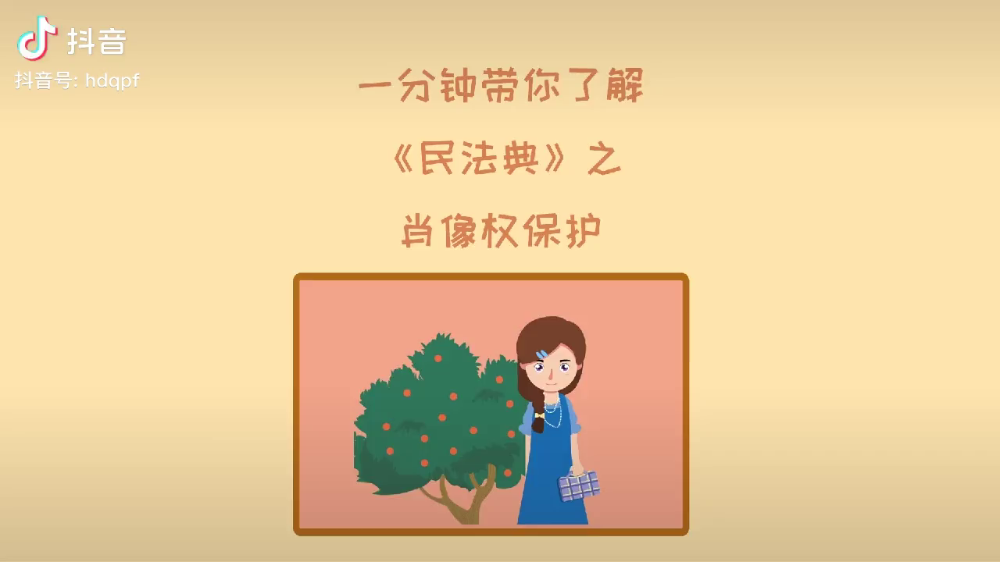 抖音
抖音号: hdqpf
一分钟带你了解
《民法典》之
肖像权保护